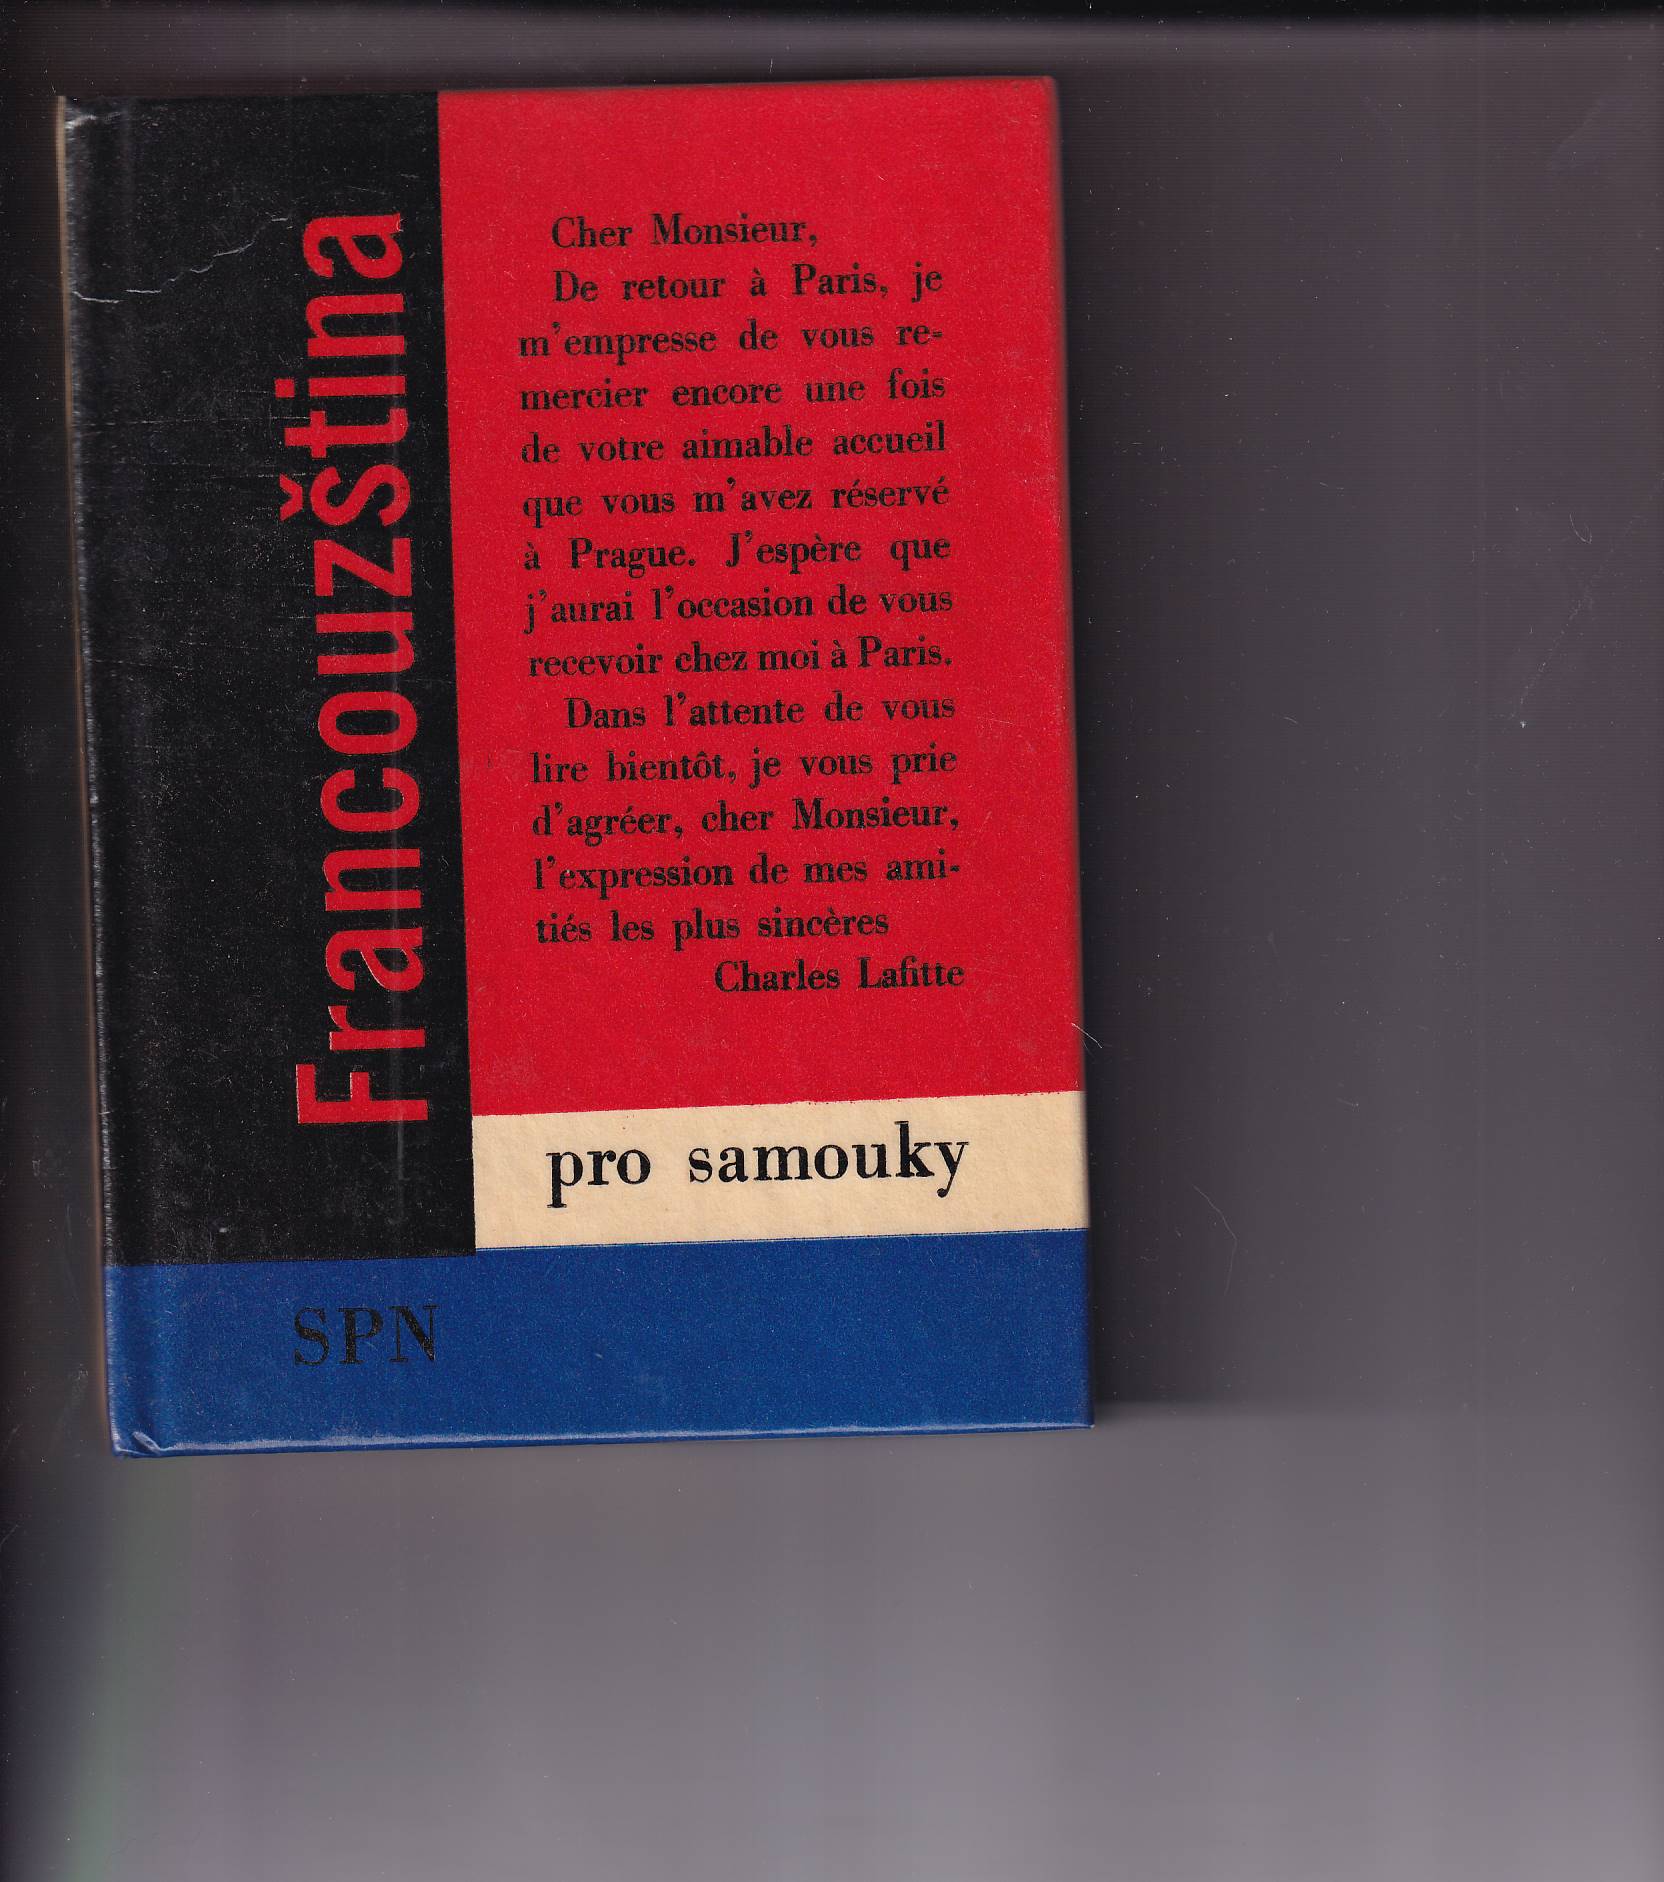 Francouzština
Cher Monsieur,
De retour à Paris, je
m'empresse de vous re-
mercier encore une fois
de votre aimable accueil
que vous m'avez réservé
à Prague. J'espère que
j'aurai l'occasion de vous
recevoir chez moi à Paris.
Dans l'attente de vous
lire bientôt, je vous prie
d'agréer, cher Monsieur,
l'expression de mes ami-
tiés les plus sincères
Charles Lafitte
pro samouky
SPN